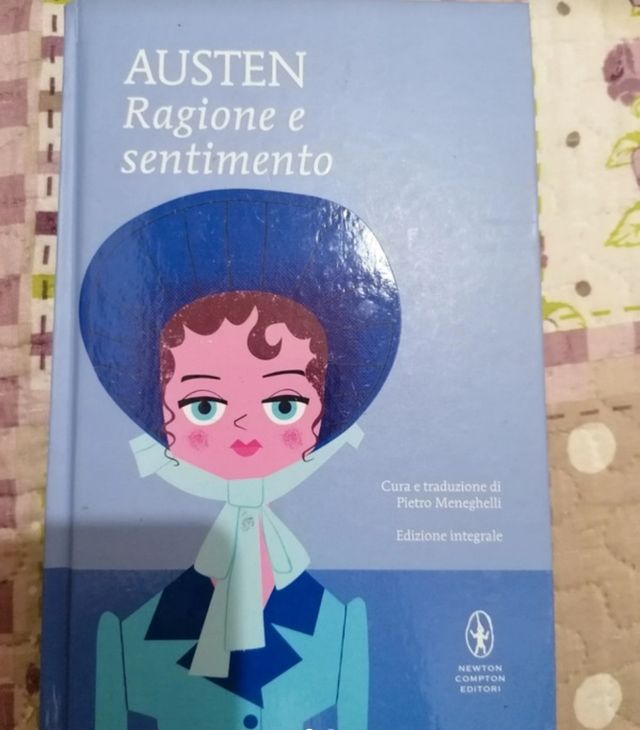 AUSTEN
Ragione e
sentimento
Cura e traduzione di
Pietro Meneghelli
Edizione integrale
NEWTON
COMPTON
EDITORI